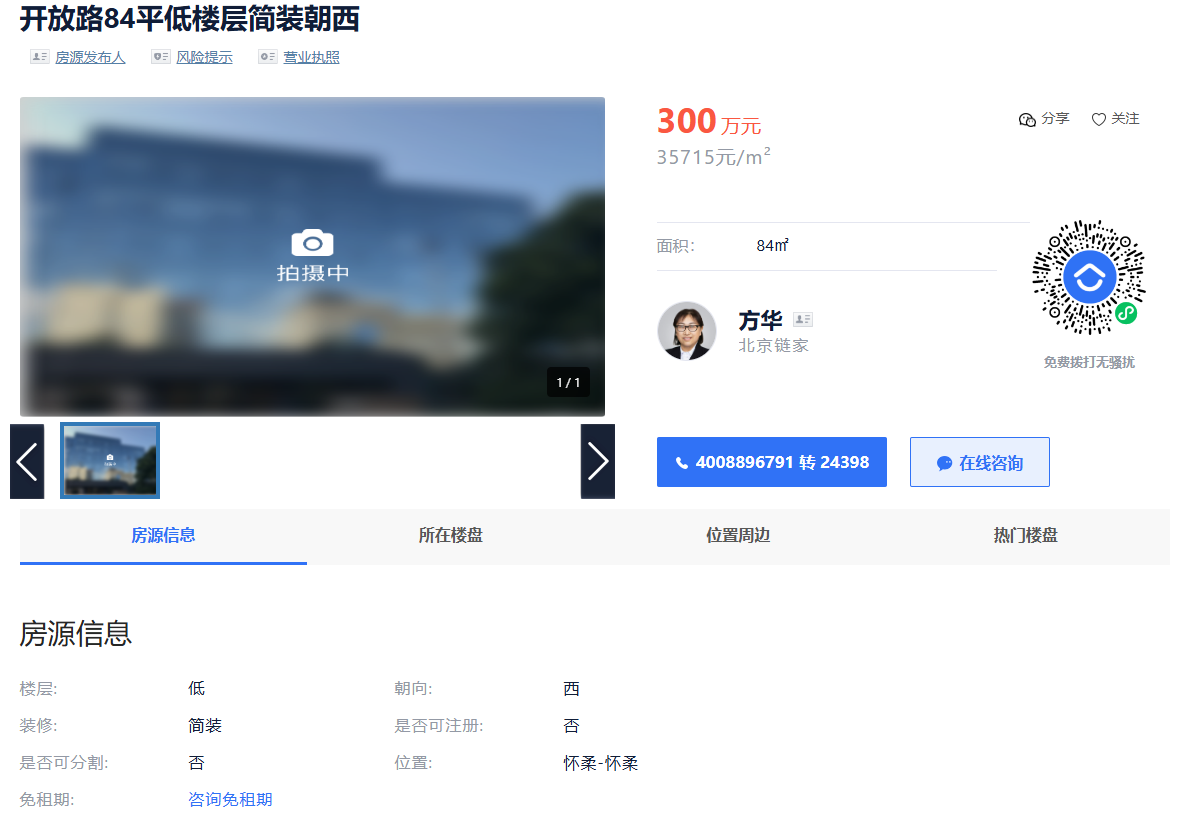 开放路84平低楼层简装朝西
房源发布人 风险提示 营业执照
拍摄中
1 / 1
300 万元
分享 关注
35715元/m²
面积: 84㎡
方华
北京链家
免费拨打无骚扰
4008896791 转 24398
在线咨询
房源信息 所在楼盘 位置周边 热门楼盘
房源信息
楼层: 低 朝向: 西
装修: 简装 是否可注册: 否
是否可分割: 否 位置: 怀柔-怀柔
免租期: 咨询免租期